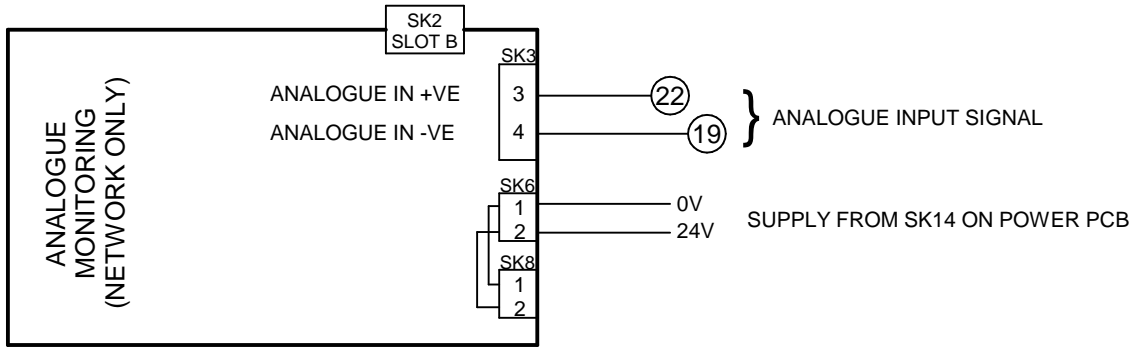 SK2
SLOT B
SK3
ANALOGUE IN +VE 3 22
ANALOGUE IN -VE 4 19
} ANALOGUE INPUT SIGNAL
SK6
1 0V
2 24V
SUPPLY FROM SK14 ON POWER PCB
SK8
1
2
ANALOGUE
MONITORING
(NETWORK ONLY)